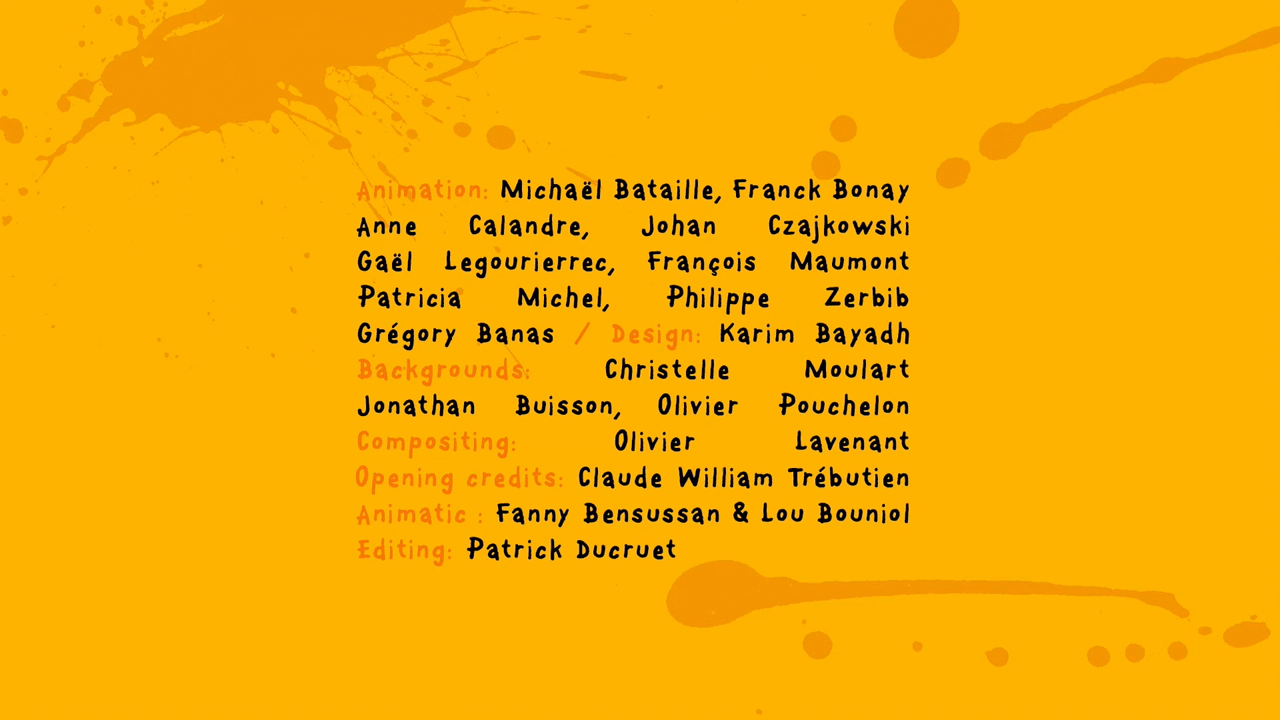 Animation: Michaël Bataille, Franck Bonay
Anne Calandre, Johan Czajkowski
Gaël Legourierrec, François Maumont
Patricia Michel, Philippe Zerbib
Grégory Banas / Design: Karim Bayadh
Backgrounds: Christelle Moulart
Jonathan Buisson, Olivier Pouchelon
Compositing: Olivier Lavenant
Opening credits: Claude William Trébutien
Animatic : Fanny Bensussan & Lou Bouniol
Editing: Patrick Ducruet